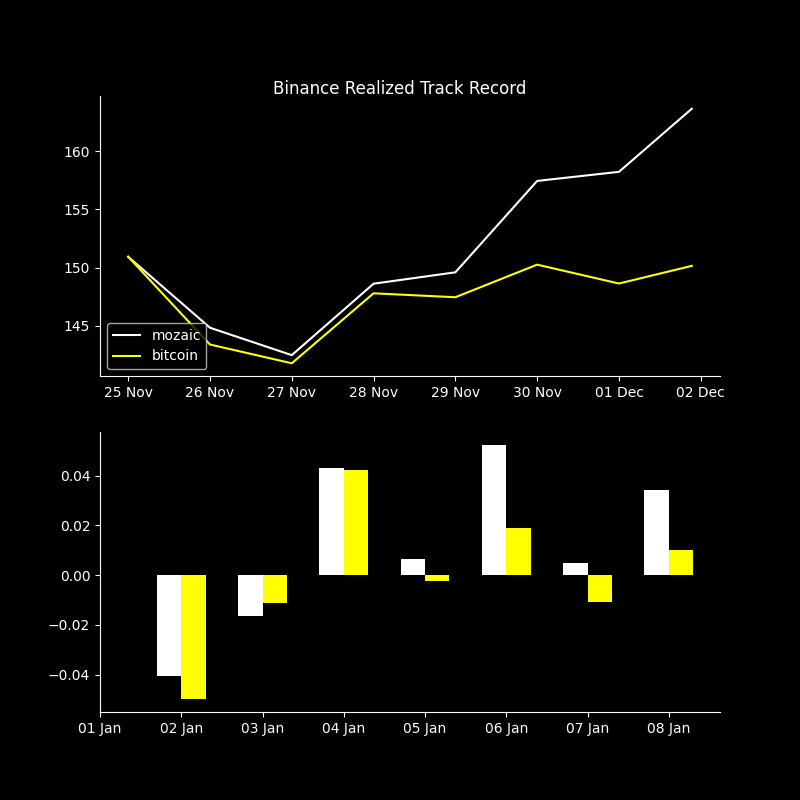 Binance Realized Track Record
160
155
150
145
mozaic
bitcoin
25 Nov 26 Nov 27 Nov 28 Nov 29 Nov 30 Nov 01 Dec 02 Dec
0.04
0.02
0.00
−0.02
−0.04
01 Jan 02 Jan 03 Jan 04 Jan 05 Jan 06 Jan 07 Jan 08 Jan